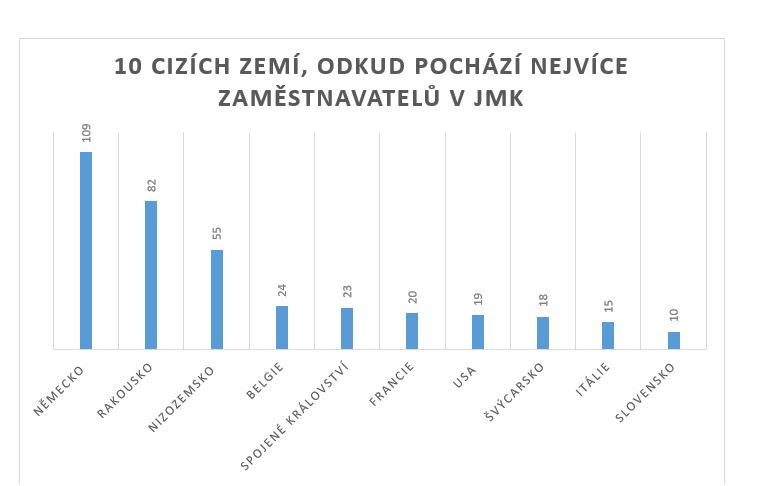 10 CIZÍCH ZEMÍ, ODKUD POCHÁZÍ NEJVÍCE
ZAMĚSTNAVATELŮ V JMK
109
82
55
24
23
20
19
18
15
10
NĚMECKO
RAKOUSKO
NIZOZEMSKO
BELGIE
SPOJENÉ KRÁLOVSTVÍ
FRANCIE
USA
ŠVÝCARSKO
ITÁLIE
SLOVENSKO